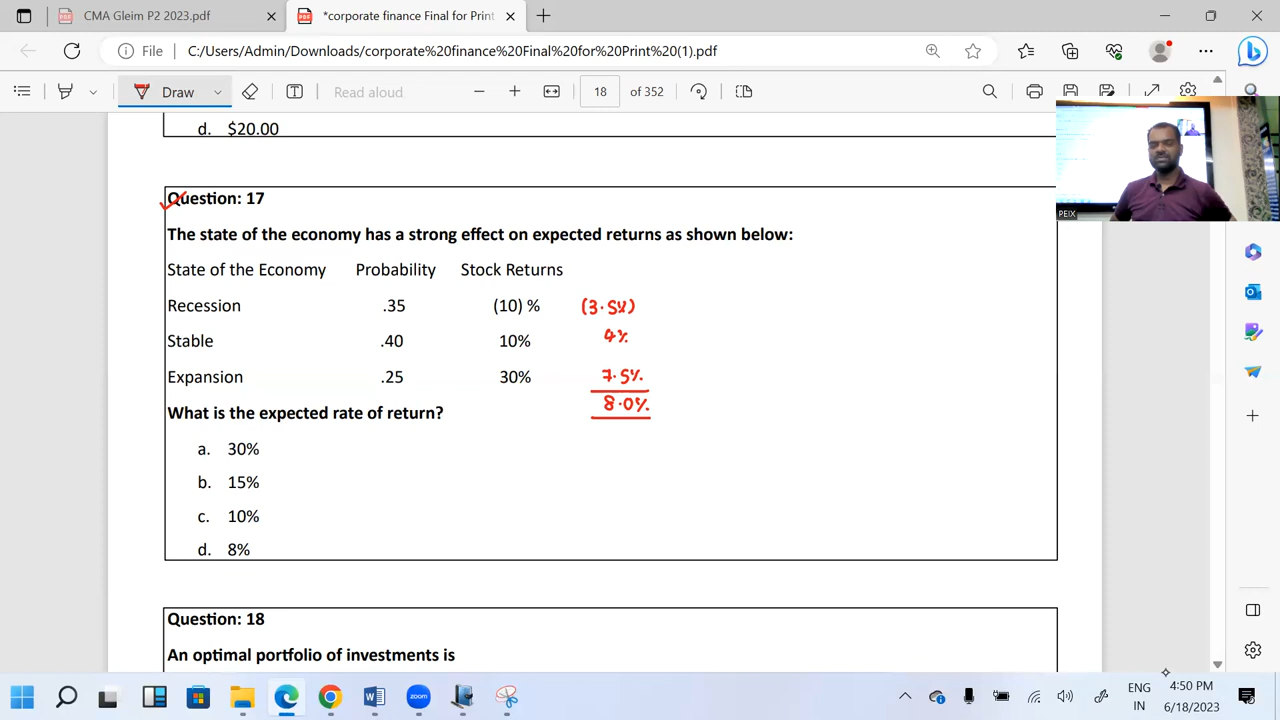 CMA Gleim P2 2023.pdf
*corporate finance Final for Print
File C:/Users/Admin/Downloads/corporate%20finance%20Final%20for%20Print%20(1).pdf
Draw Read aloud 18 of 352
d. $20.00
PEIX
Question: 17
The state of the economy has a strong effect on expected returns as shown below:
State of the Economy Probability Stock Returns
Recession .35 (10) % (3.5%)
Stable .40 10% 4%
Expansion .25 30% 7.5%
8.0%
What is the expected rate of return?
a. 30%
b. 15%
c. 10%
d. 8%
Question: 18
An optimal portfolio of investments is
zoom
ENG
IN
4:50 PM
6/18/2023